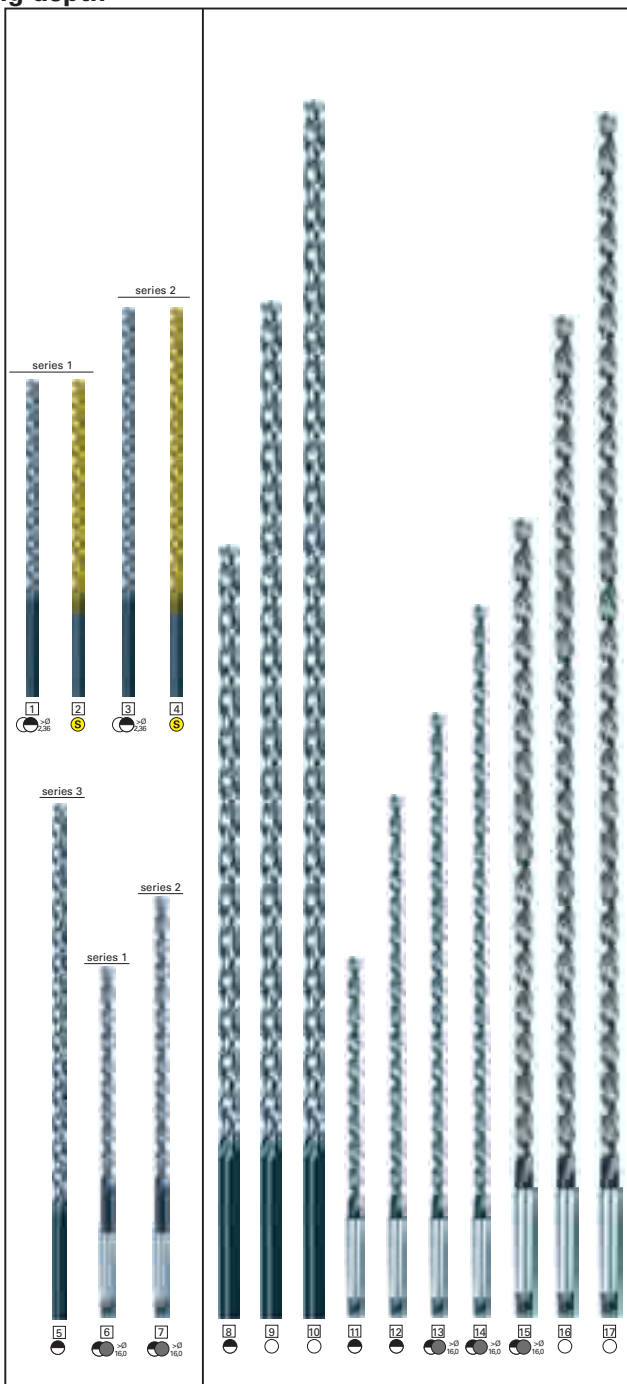 series 2
series 1
1 2 3 4
>Ø 2,36 S >Ø 2,36 S
series 3
series 2
series 1
5 6 7 8 9 10 11 12 13 14 15 16 17
>Ø 16,0 >Ø 16,0 >Ø 16,0 >Ø 16,0 >Ø 16,0